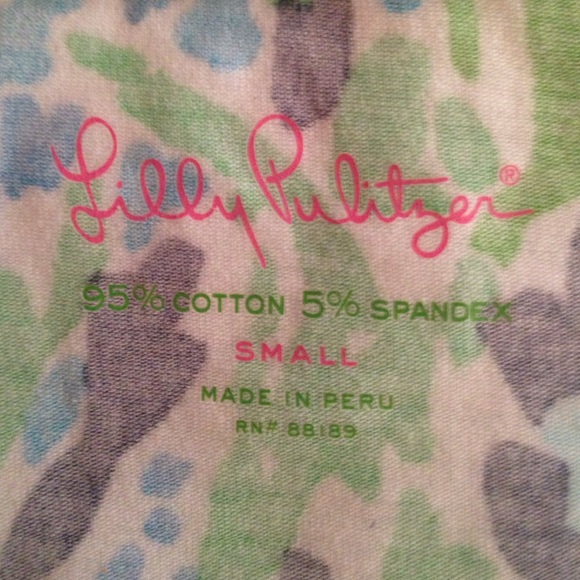 Lilly Pulitzer®
95% COTTON 5% SPANDEX
SMALL
MADE IN PERU
RN# 88189